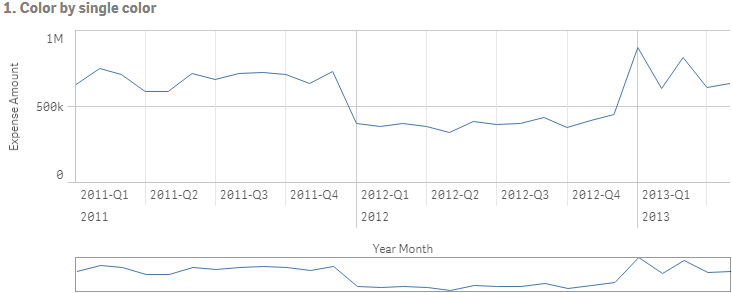 1. Color by single color
1M
Expense Amount
500k
0
2011-Q1 2011-Q2 2011-Q3 2011-Q4 2012-Q1 2012-Q2 2012-Q3 2012-Q4 2013-Q1
2011 2012 2013
Year Month